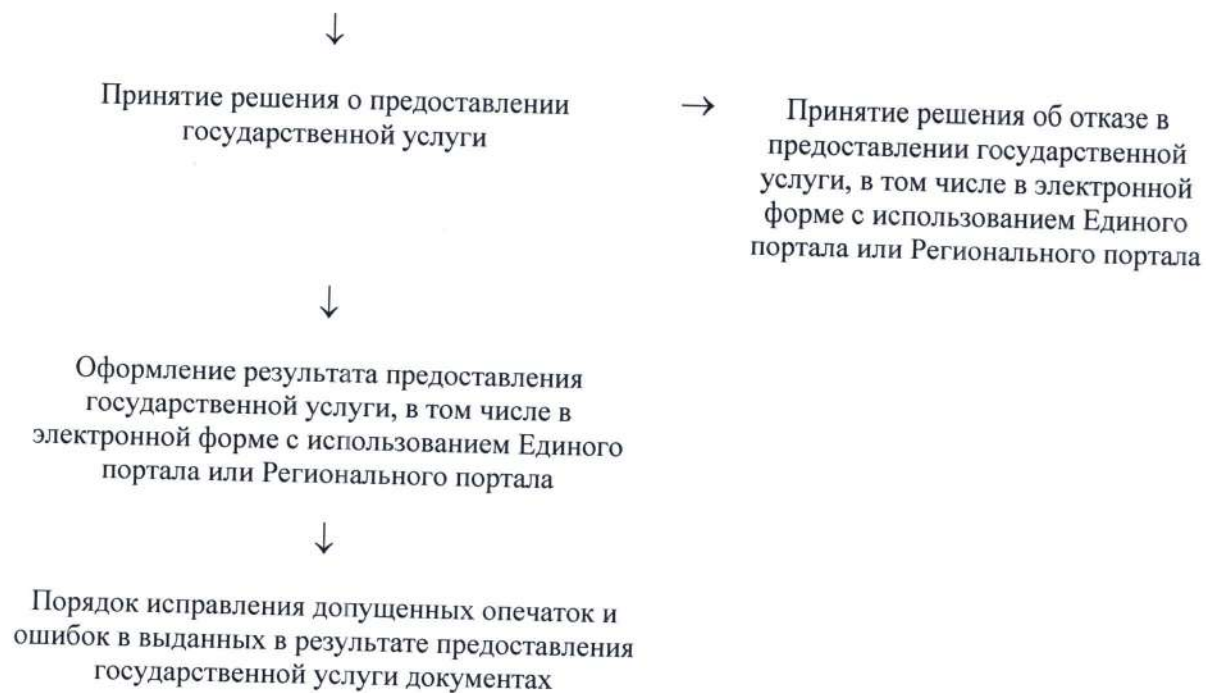 ↓
Принятие решения о предоставлении
государственной услуги
→
Принятие решения об отказе в
предоставлении государственной
услуги, в том числе в электронной
форме с использованием Единого
портала или Регионального портала
↓
Оформление результата предоставления
государственной услуги, в том числе в
электронной форме с использованием Единого
портала или Регионального портала
↓
Порядок исправления допущенных опечаток и
ошибок в выданных в результате предоставления
государственной услуги документах